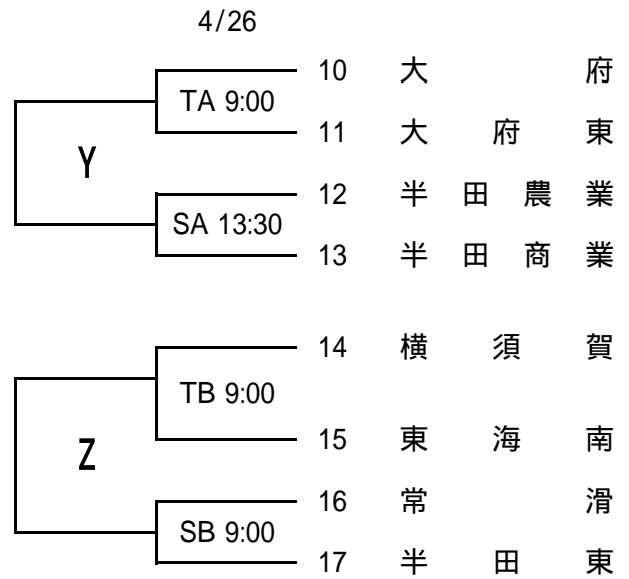 4/26
10 大府
TA 9:00
11 大府東
Y
12 半田農業
SA 13:30
13 半田商業
14 横須賀
TB 9:00
15 東海南
Z
16 常滑
SB 9:00
17 半田東